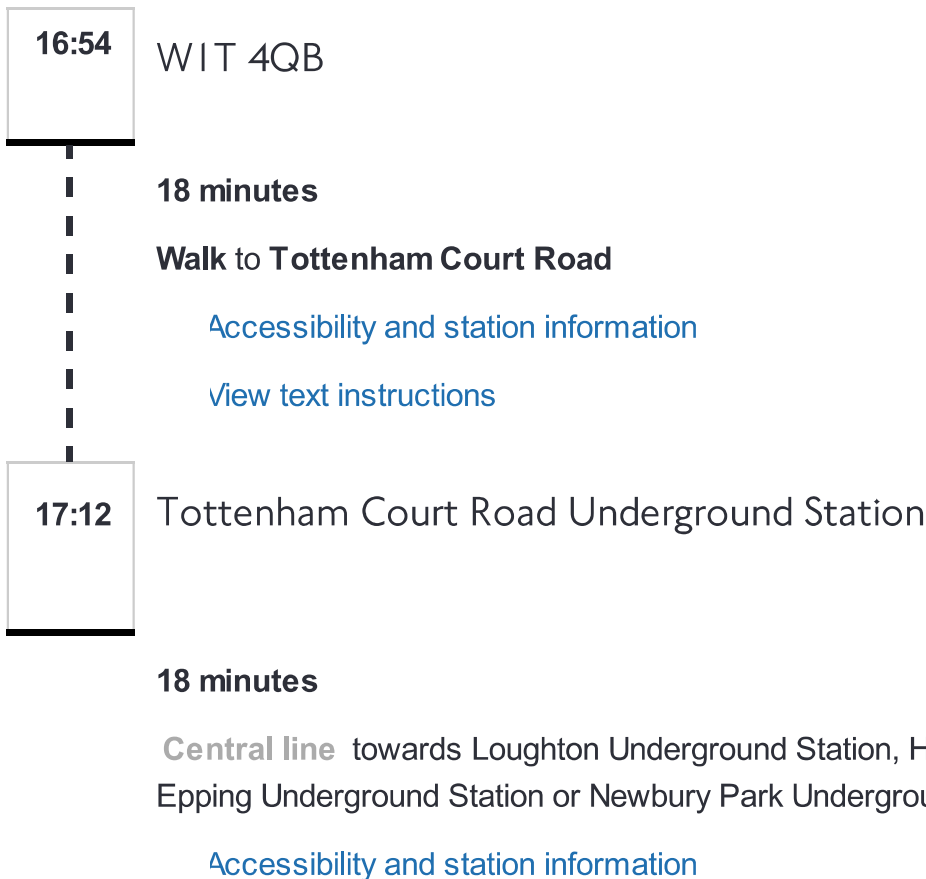 16:54
WIT 4QB
18 minutes
Walk to Tottenham Court Road
Accessibility and station information
View text instructions
17:12
Tottenham Court Road Underground Station
18 minutes
Central line towards Loughton Underground Station, H
Epping Underground Station or Newbury Park Undergrou
Accessibility and station information